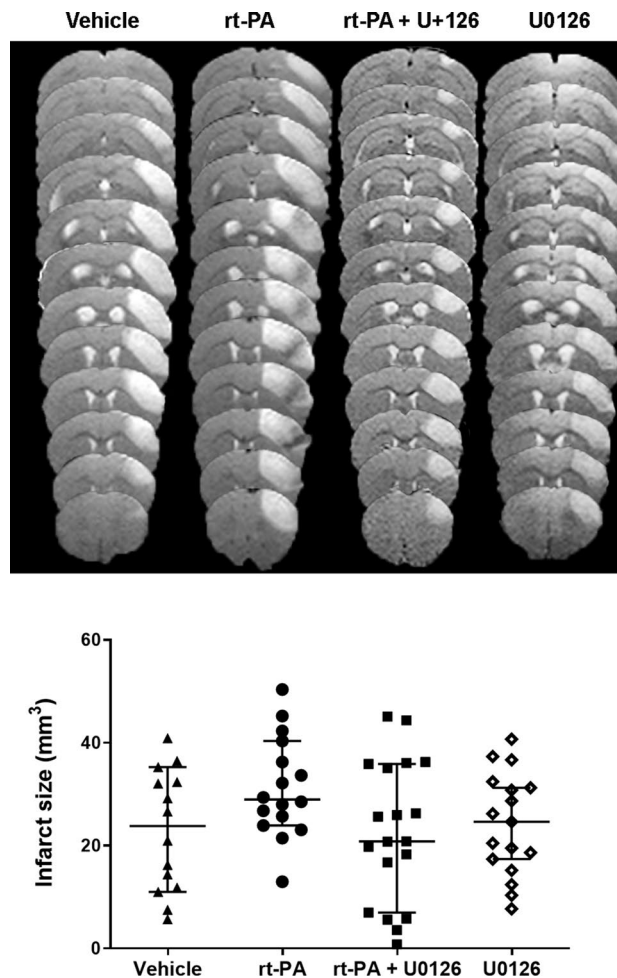 Vehicle rt-PA rt-PA + U+126 U0126
60
40
20
0
Infarct size (mm³)
Vehicle rt-PA rt-PA + U0126 U0126